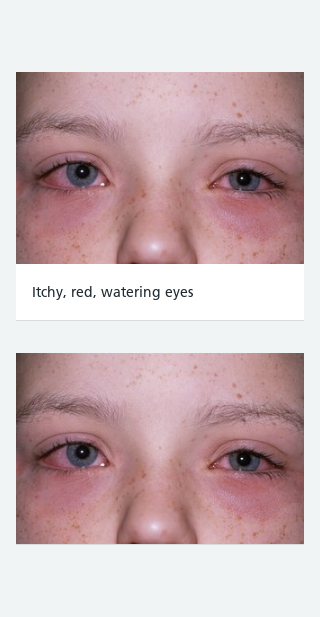 Itchy, red, watering eyes